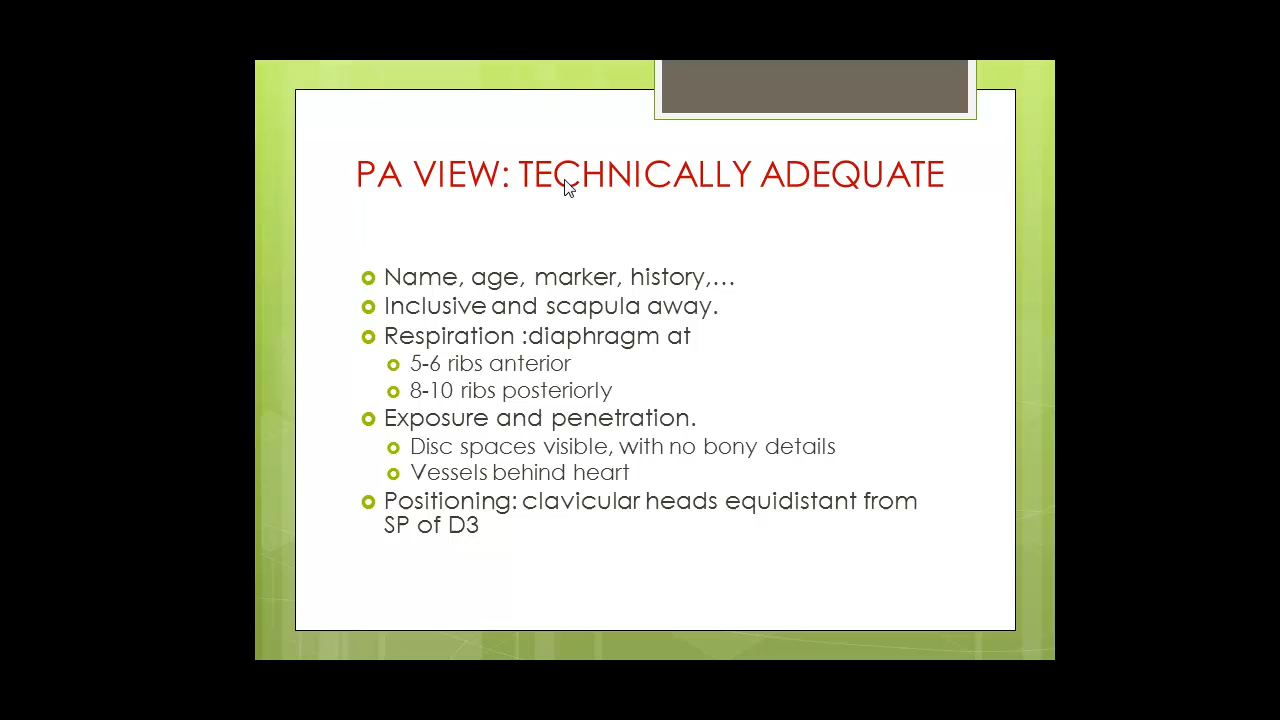 PA VIEW: TECHNICALLY ADEQUATE
Name, age, marker, history,...
Inclusive and scapula away.
Respiration :diaphragm at
5-6 ribs anterior
8-10 ribs posteriorly
Exposure and penetration.
Disc spaces visible, with no bony details
Vessels behind heart
Positioning: clavicular heads equidistant from
SP of D3